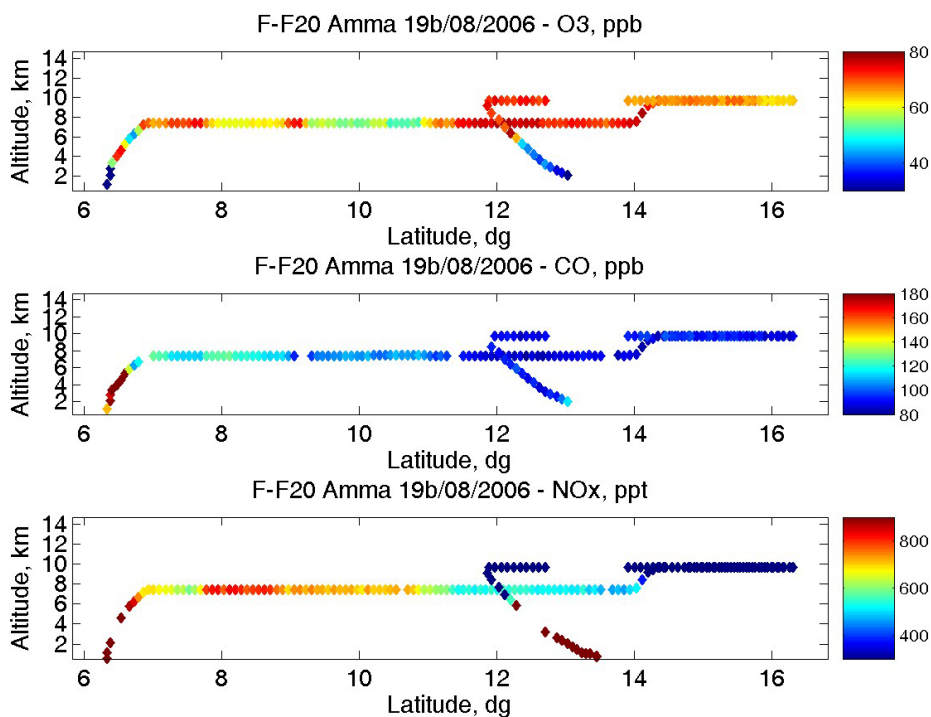 F-F20 Amma 19b/08/2006 - O3, ppb
Altitude, km
14
12
10
8
6
4
2
80
60
40
6 8 10 12 14 16
Latitude, dg
F-F20 Amma 19b/08/2006 - CO, ppb
Altitude, km
14
12
10
8
6
4
2
180
160
140
120
100
80
6 8 10 12 14 16
Latitude, dg
F-F20 Amma 19b/08/2006 - NOx, ppt
Altitude, km
14
12
10
8
6
4
2
800
600
400
6 8 10 12 14 16
Latitude, dg